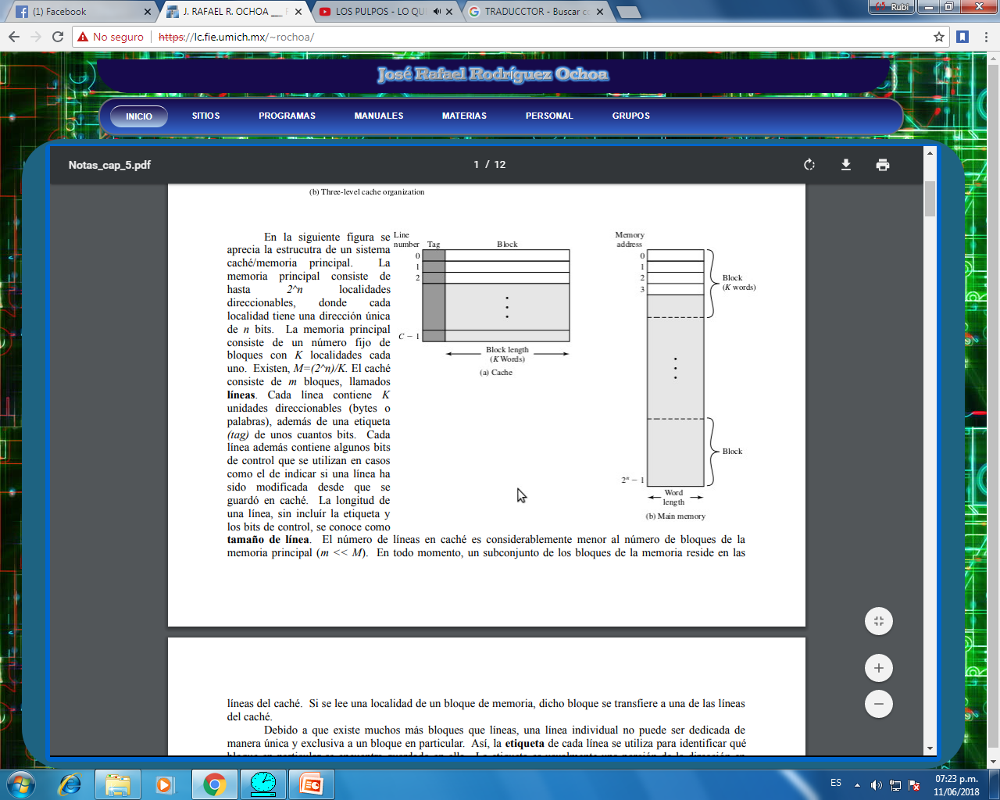 (1) Facebook
J. RAFAEL R. OCHOA ___
LOS PULPOS - LO QU
TRADUCCTOR - Buscar c
Rubi
No seguro
https://lc.fie.umich.mx/~rochoa/
José Rafael Rodríguez Ochoa
INICIO SITIOS PROGRAMAS MANUALES MATERIAS PERSONAL GRUPOS
Notas_cap_5.pdf
1 / 12
(b) Three-level cache organization
En la siguiente figura se
aprecia la estrucutra de un sistema
caché/memoria principal. La
memoria principal consiste de
hasta 2^n localidades
direccionables, donde cada
localidad tiene una dirección única
de n bits. La memoria principal
consiste de un número fijo de
bloques con K localidades cada
uno. Existen, M=(2^n)/K. El caché
consiste de m bloques, llamados
líneas. Cada línea contiene K
unidades direccionables (bytes o
palabras), además de una etiqueta
(tag) de unos cuantos bits. Cada
línea además contiene algunos bits
de control que se utilizan en casos
como el de indicar si una línea ha
sido modificada desde que se
guardó en caché. La longitud de
una línea, sin incluír la etiqueta y
los bits de control, se conoce como
tamaño de línea. El número de líneas en caché es considerablemente menor al número de bloques de la
memoria principal (m << M). En todo momento, un subconjunto de los bloques de la memoria reside en las
Line
number Tag Block
0
1
2
C − 1
Block length
(K Words)
(a) Cache
Memory
address
0
1
2
3
Block
(K words)
Block
2ⁿ − 1
Word
length
(b) Main memory
líneas del caché. Si se lee una localidad de un bloque de memoria, dicho bloque se transfiere a una de las líneas
del caché.
Debido a que existe muchos más bloques que líneas, una línea individual no puede ser dedicada de
manera única y exclusiva a un bloque en particular. Así, la etiqueta de cada línea se utiliza para identificar qué
ES
07:23 p.m.
11/06/2018